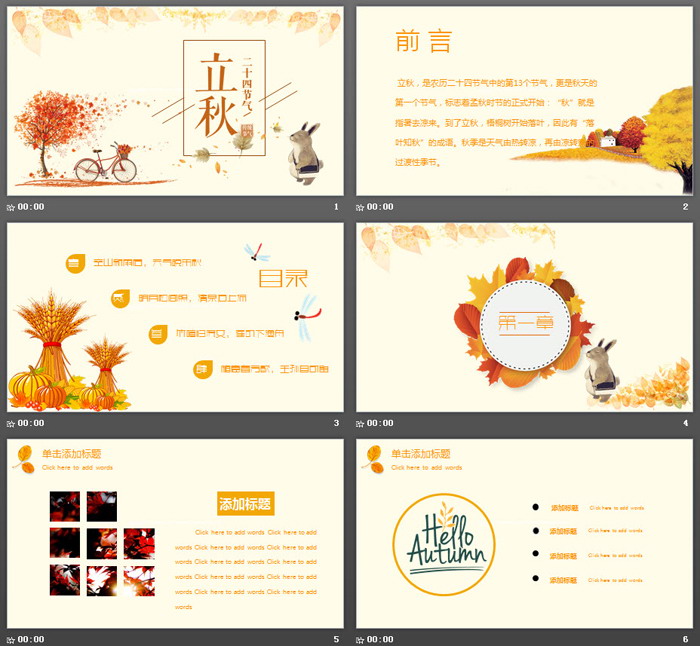 立秋
二十四节气
00:00
1
前言
立秋，是农历二十四节气中的第13个节气，更是秋天的
第一个节气，标志着孟秋时节的正式开始：“秋”就是
指暑去凉来。到了立秋，梧桐树开始落叶，因此有“落
叶知秋”的成语。秋季是天气由热转凉，再由凉转
过渡性季节。
00:00
2
目录
空山新雨后，天气晚来秋
明月松间照，清泉石上流
竹喧归浣女，莲动下渔舟
随意春芳歇，王孙自可留
00:00
3
第一章
00:00
4
单击添加标题
Click here to add words
添加标题
Click here to add words Click here to add
words Click here to add words Click here to add
words Click here to add words Click here to add
words Click here to add words Click here to add
words Click here to add words Click here to add
words
00:00
5
单击添加标题
Click here to add words
Hello
Autumn
添加标题 Click here to add words
添加标题 Click here to add words
添加标题 Click here to add words
添加标题 Click here to add words
00:00
6